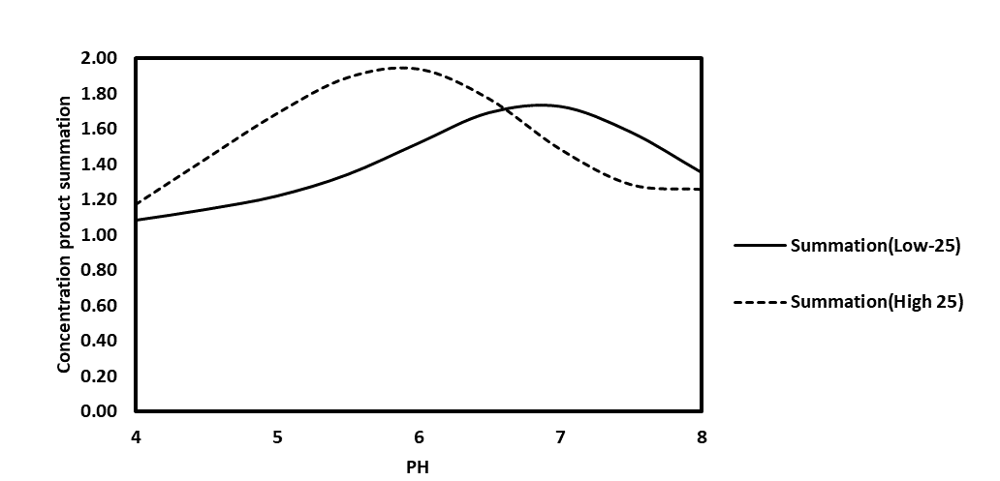 2.00
1.80
1.60
1.40
1.20
1.00
0.80
0.60
0.40
0.20
0.00
Concentration prouct summation
4 5 6 7 8
PH
Summation(Low-25)
Summation(High 25)